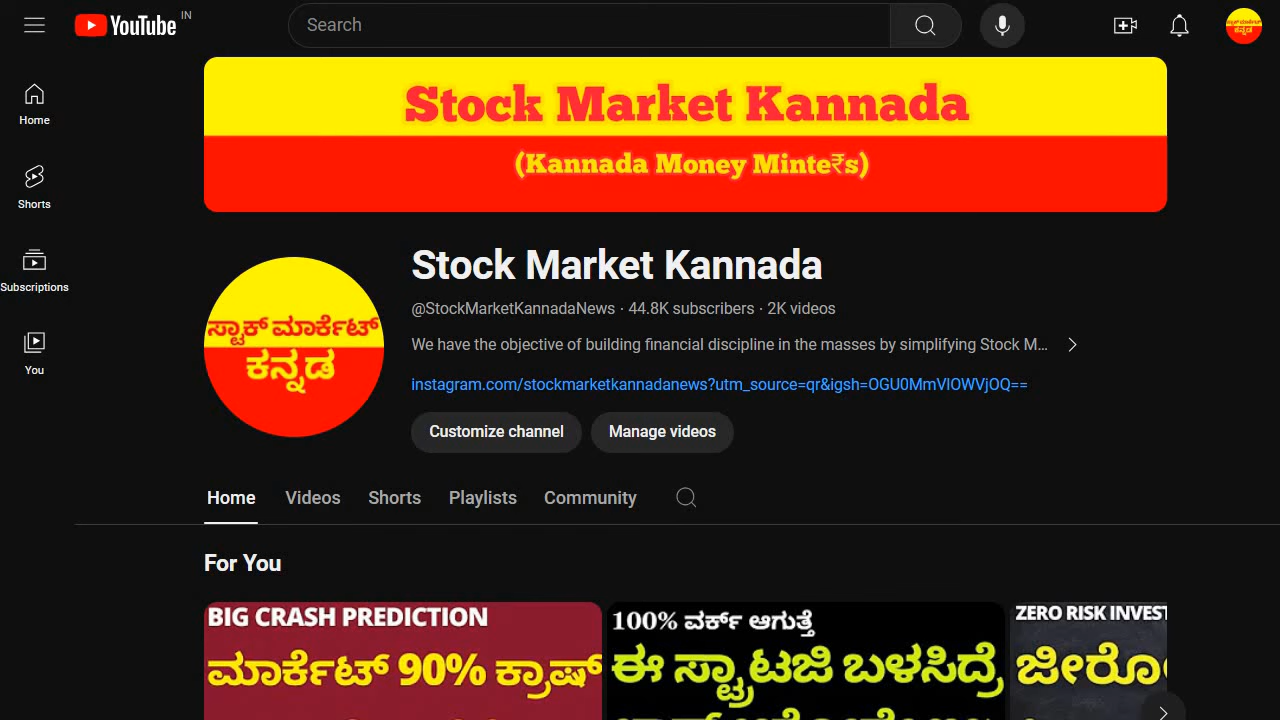 YouTube IN
Search
Home
Shorts
Subscriptions
You
Stock Market Kannada
(Kannada Money Minte₹s)
ಸ್ಟಾಕ್ ಮಾರ್ಕೆಟ್
ಕನ್ನಡ
Stock Market Kannada
@StockMarketKannadaNews · 44.8K subscribers · 2K videos
We have the objective of building financial discipline in the masses by simplifying Stock M...
instagram.com/stockmarketkannadanews?utm_source=qr&igsh=OGU0MmVlOWVjOQ==
Customize channel Manage videos
Home Videos Shorts Playlists Community
For You
BIG CRASH PREDICTION
ಮಾರ್ಕೆಟ್ 90% ಕ್ರಾಷ್
100% ವರ್ಕ್ ಆಗುತ್ತೆ
ಈ ಸ್ಟ್ರಾಟಜಿ ಬಳಸಿದ್ರೆ
ZERO RISK INVEST
ಜೀರೋ